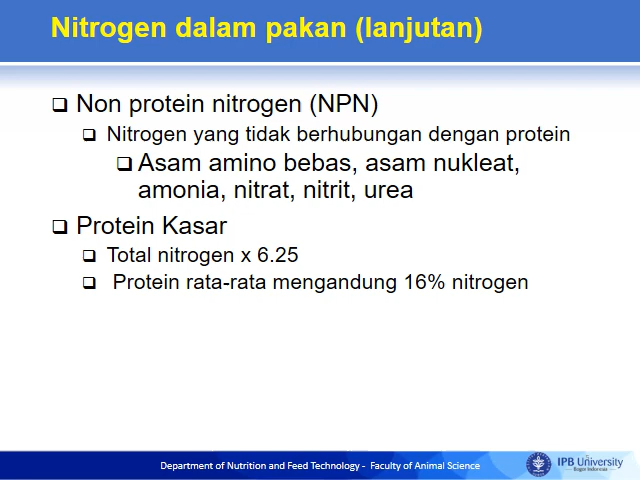 Nitrogen dalam pakan (lanjutan)
❑ Non protein nitrogen (NPN)
❑ Nitrogen yang tidak berhubungan dengan protein
❑ Asam amino bebas, asam nukleat,
amonia, nitrat, nitrit, urea
❑ Protein Kasar
❑ Total nitrogen x 6.25
❑ Protein rata-rata mengandung 16% nitrogen
Department of Nutrition and Feed Technology - Faculty of Animal Science
IPB University
Bogor Indonesia